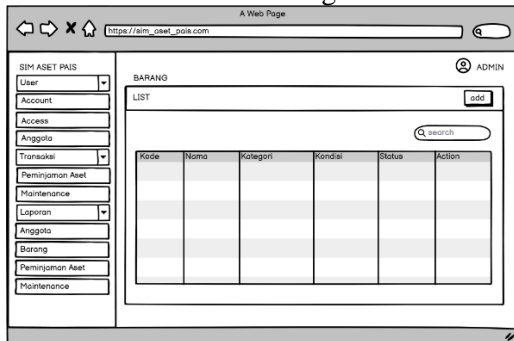 A Web Page
https://sim_aset_pais.com
SIM ASET PAIS
ADMIN
User
Account
Access
Anggota
Transaksi
Peminjaman Aset
Maintenance
Laporan
Anggota
Barang
Peminjaman Aset
Maintenance
BARANG
LIST
add
search
Kode Nama Kategori Kondisi Status Action